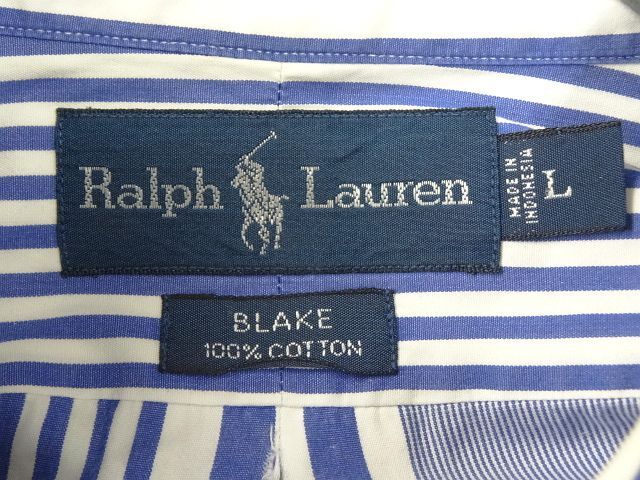 Ralph Lauren
MADE IN
INDONESIA
L
BLAKE
100% COTTON